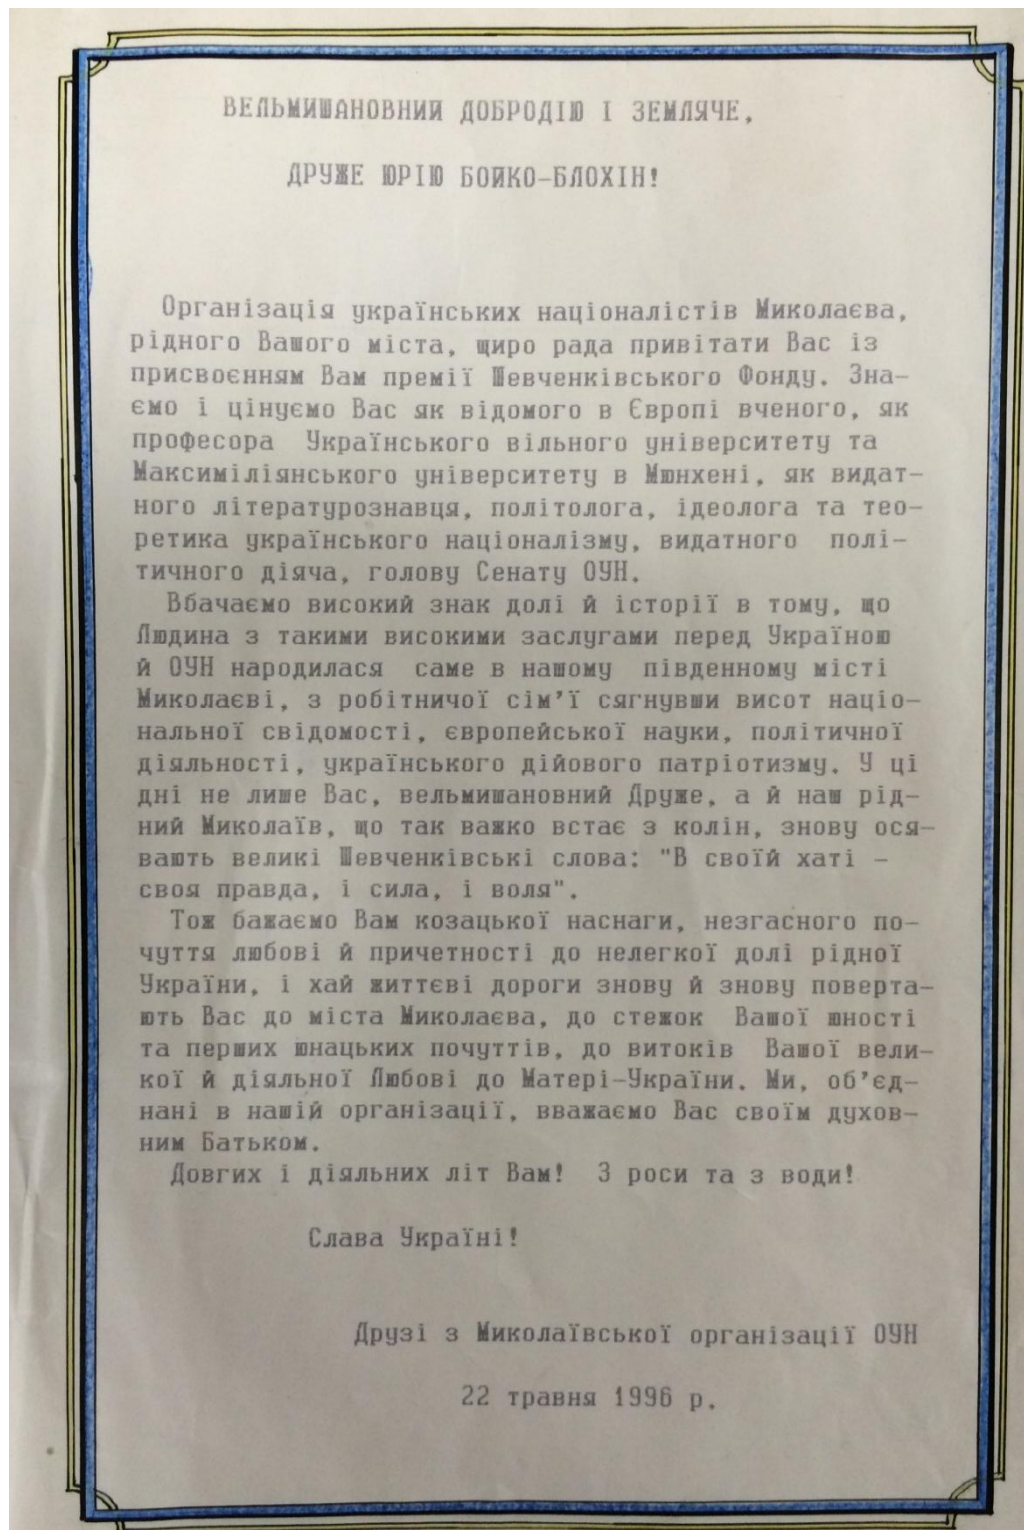 ВЕЛЬМИШАНОВНИЙ ДОБРОДІЮ І ЗЕМЛЯЧЕ,
ДРУЖЕ ЮРІЮ БОЙКО-БЛОХІН!
Організація українських націоналістів Миколаєва,
рідного Вашого міста, щиро рада привітати Вас із
присвоєнням Вам премії Шевченківського Фонду. Зна-
ємо і цінуємо Вас як відомого в Європі вченого, як
професора Українського вільного університету та
Максиміліянського університету в Мюнхені, як видат-
ного літературознавця, політолога, ідеолога та тео-
ретика українського націоналізму, видатного полі-
тичного діяча, голову Сенату ОУН.
Вбачаємо високий знак долі й історії в тому, що
Людина з такими високими заслугами перед Україною
й ОУН народилася саме в нашому південному місті
Миколаєві, з робітничої сім'ї сягнувши висот націо-
нальної свідомості, європейської науки, політичної
діяльності, українського дійового патріотизму. У ці
дні не лише Вас, вельмишановний Друже, а й наш рід-
ний Миколаїв, що так важко встає з колін, знову ося-
вають великі Шевченківські слова: "В своїй хаті -
своя правда, і сила, і воля".
Тож бажаємо Вам козацької наснаги, незгасного по-
чуття любові й причетності до нелегкої долі рідної
України, і хай життєві дороги знову й знову поверта-
ють Вас до міста Миколаєва, до стежок Вашої юності
та перших юнацьких почуттів, до витоків Вашої вели-
кої й діяльної Любові до Матері-України. Ми, об'єд-
нані в нашій організації, вважаємо Вас своїм духов-
ним Батьком.
Довгих і діяльних літ Вам! З роси та з води!
Слава Україні!
Друзі з Миколаївської організації ОУН
22 травня 1996 р.